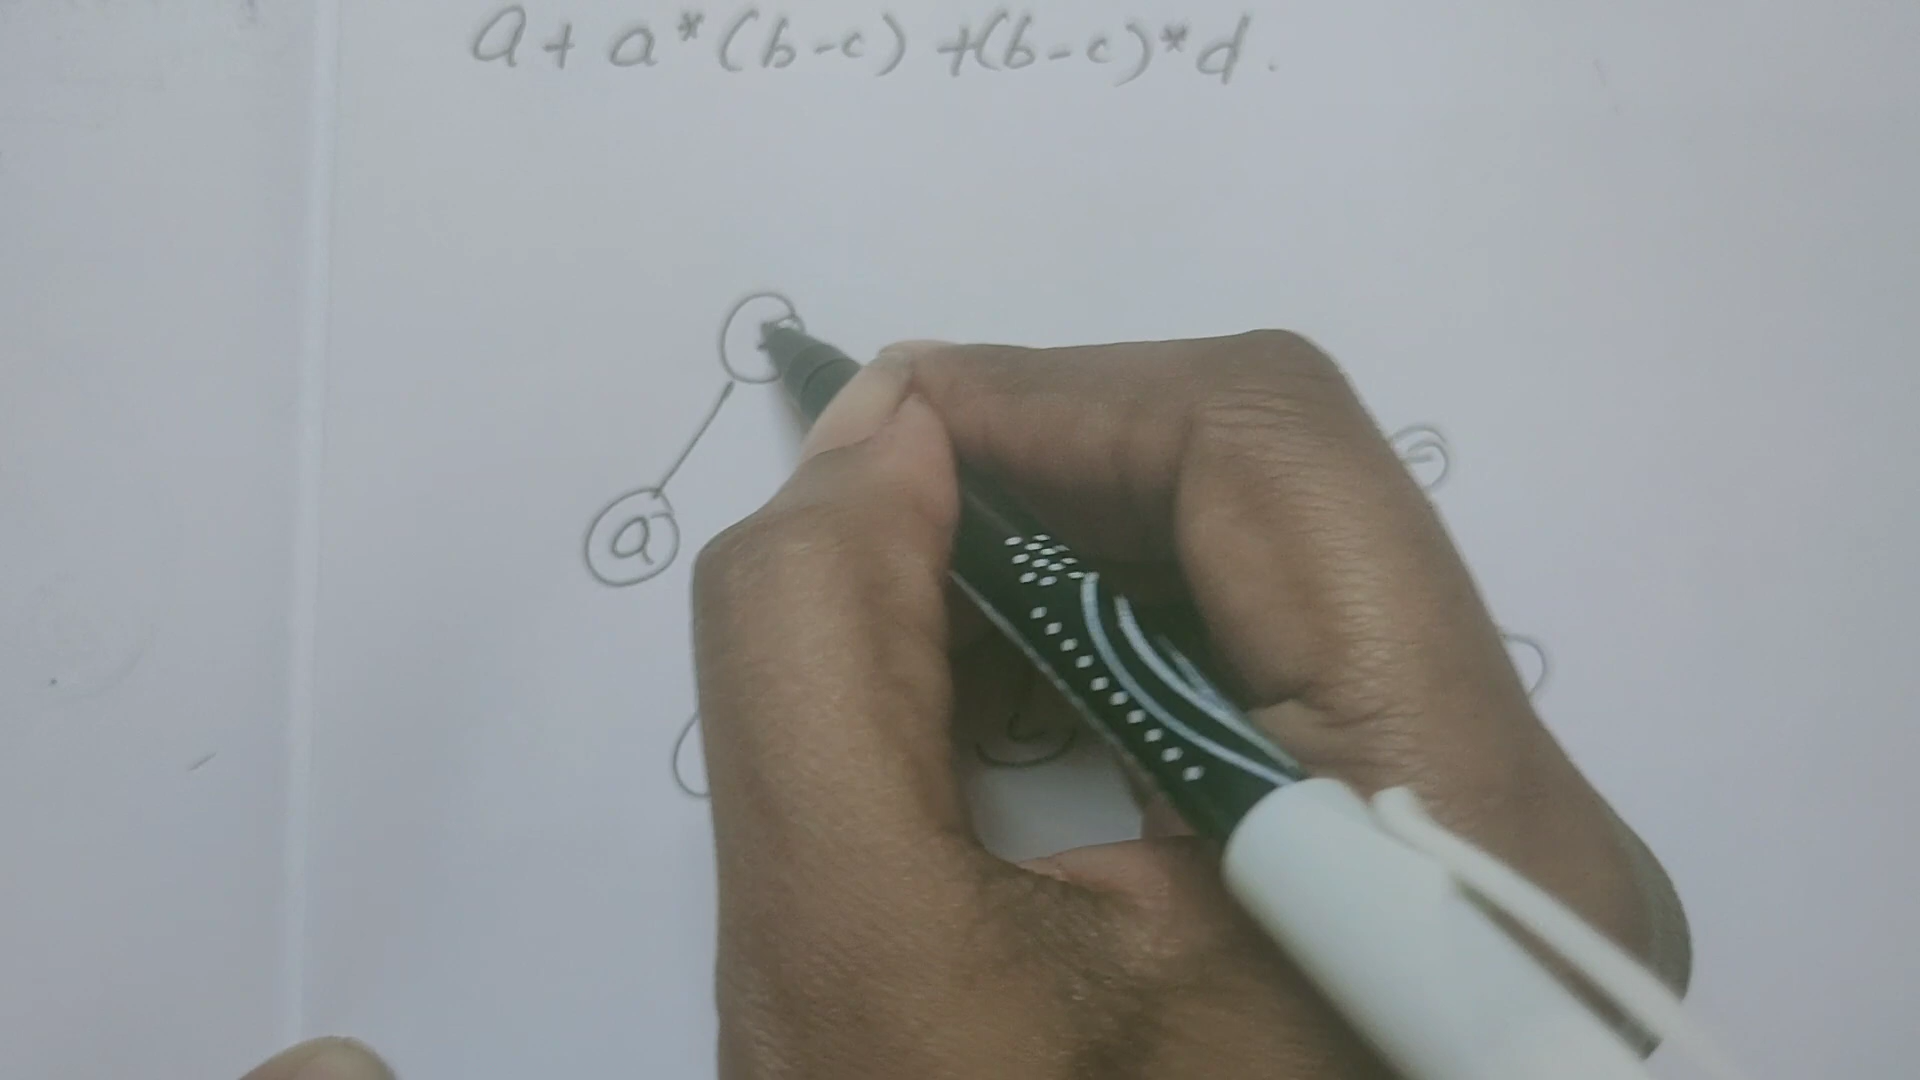 a + a * (b - c) + (b - c) * d .
a